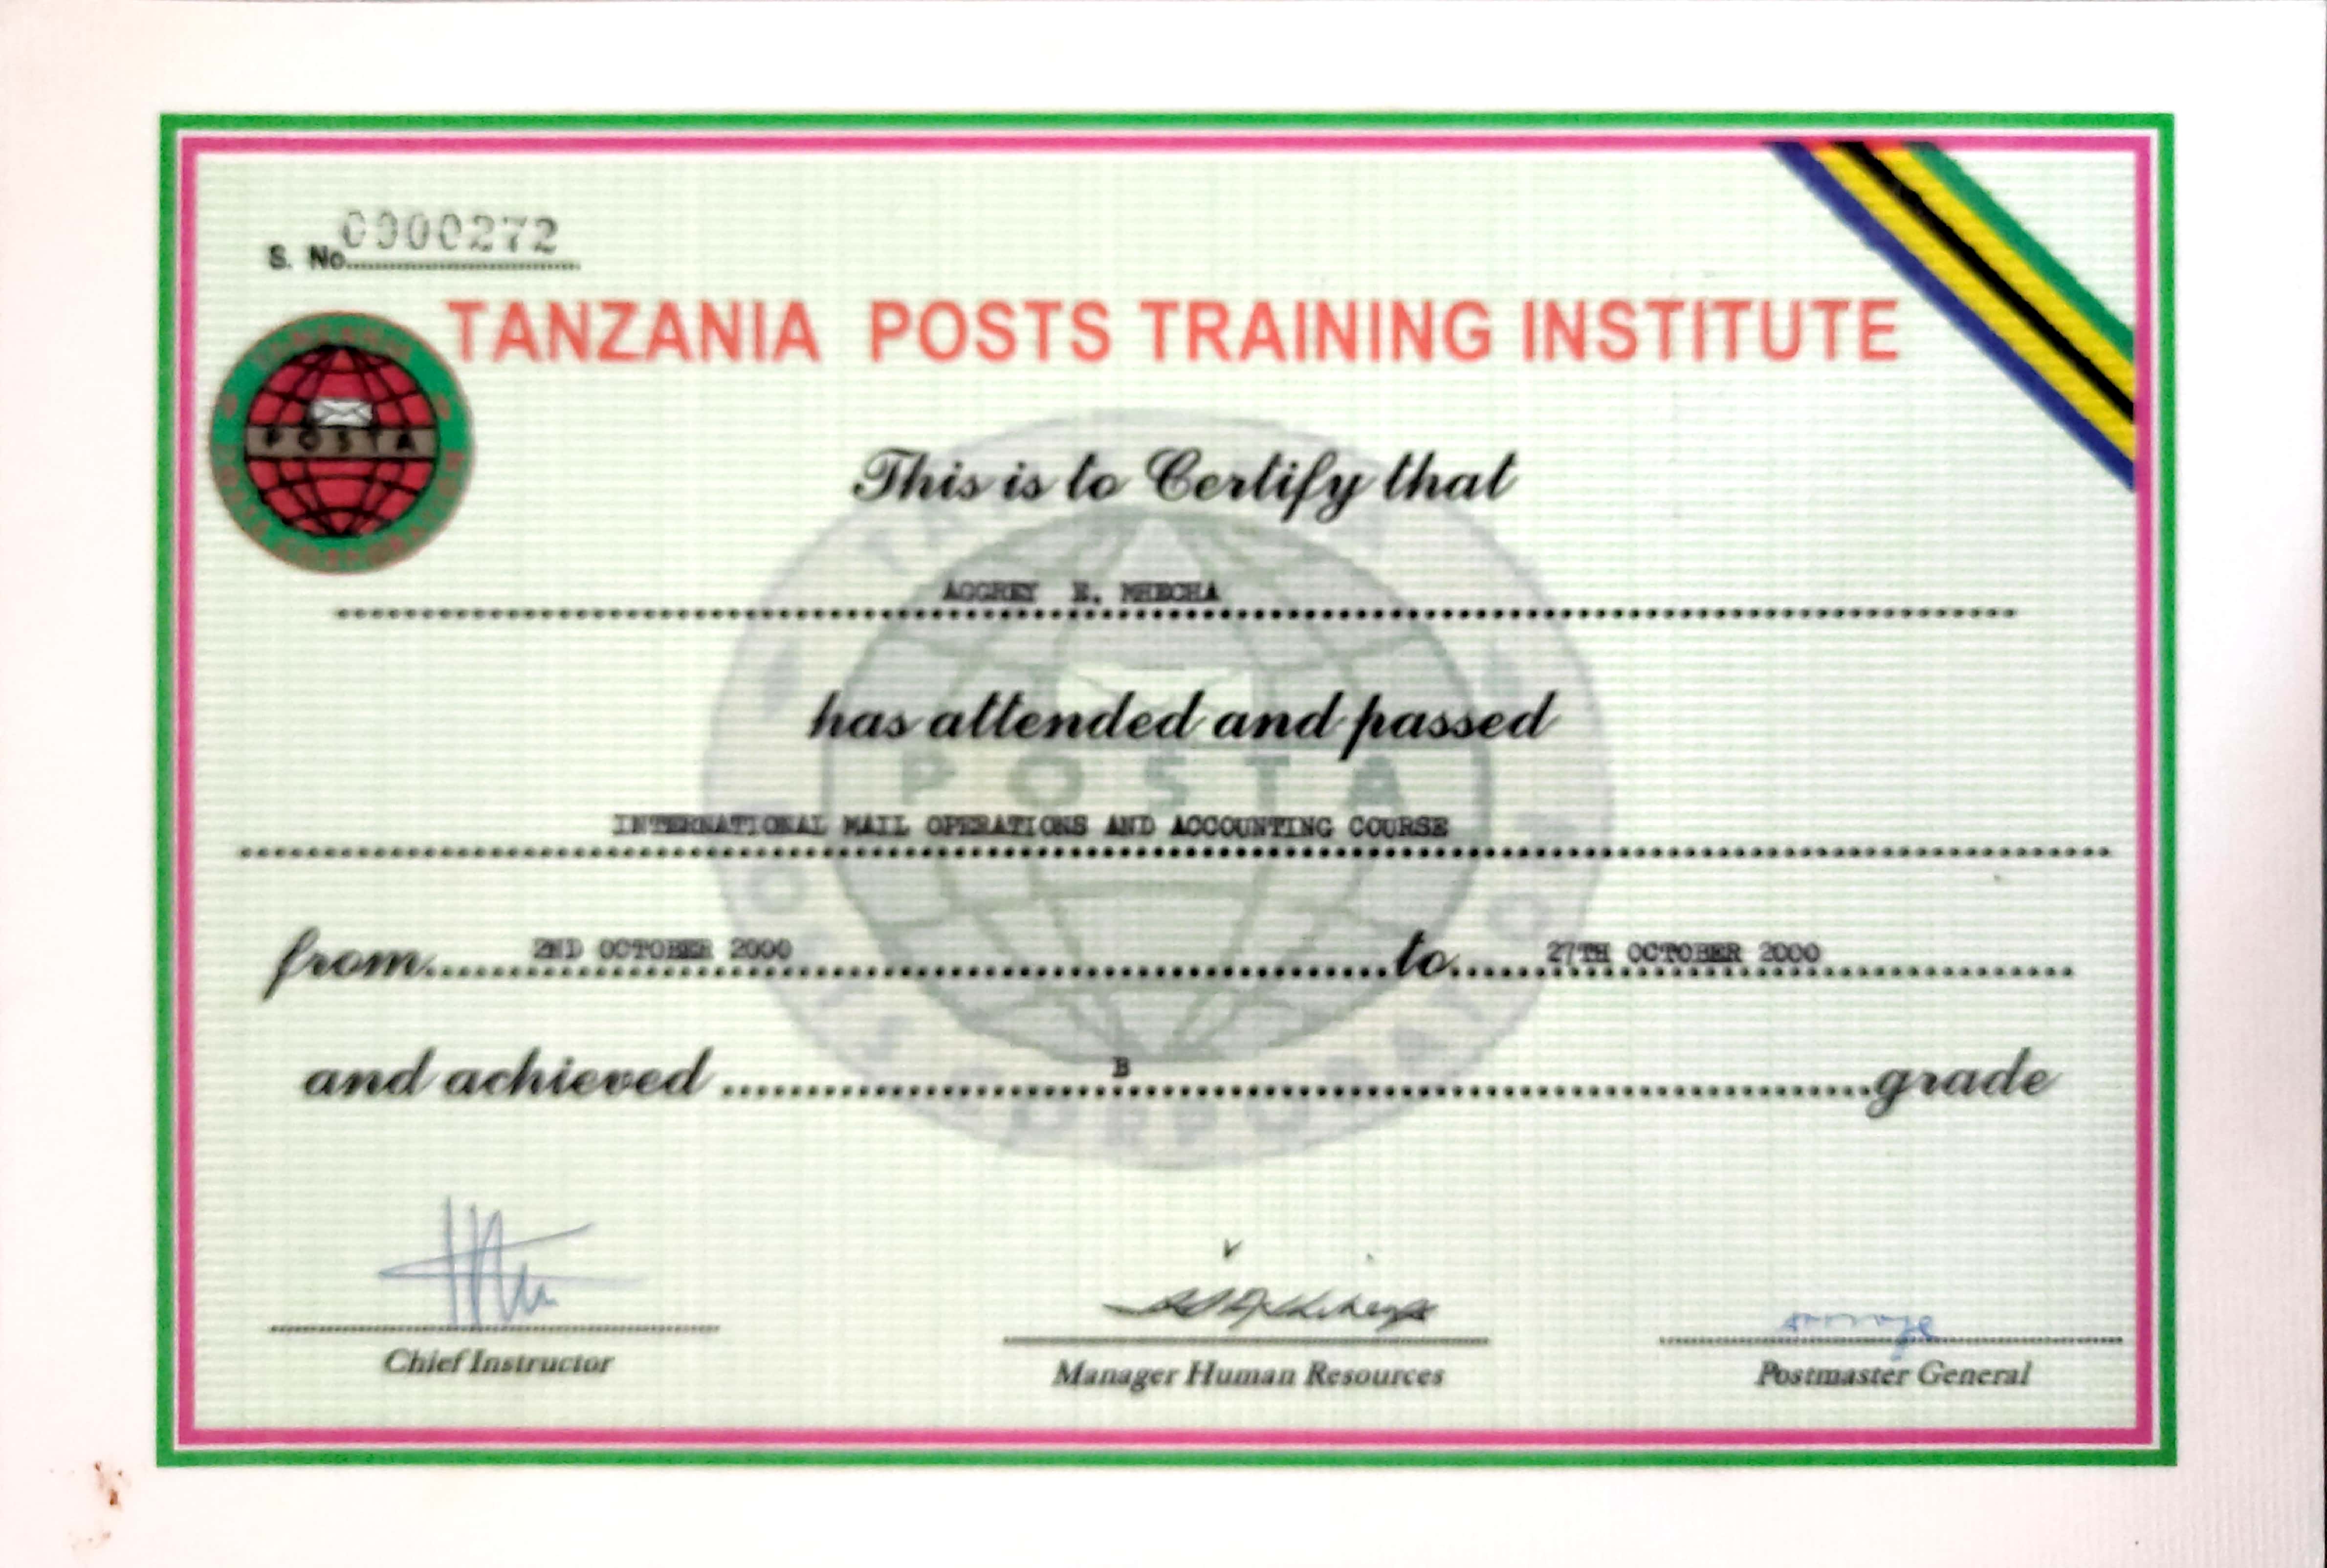 0000272
S. No
TANZANIA POSTS TRAINING INSTITUTE
POSTA
This is to Certify that
AGGREY E. MHECHA
has attended and passed
POSTA
INTERNATIONAL MAIL OPERATIONS AND ACCOUNTING COURSE
from 2ND OCTOBER 2000 to 27TH OCTOBER 2000
and achieved B grade
Chief Instructor
Manager Human Resources
Postmaster General